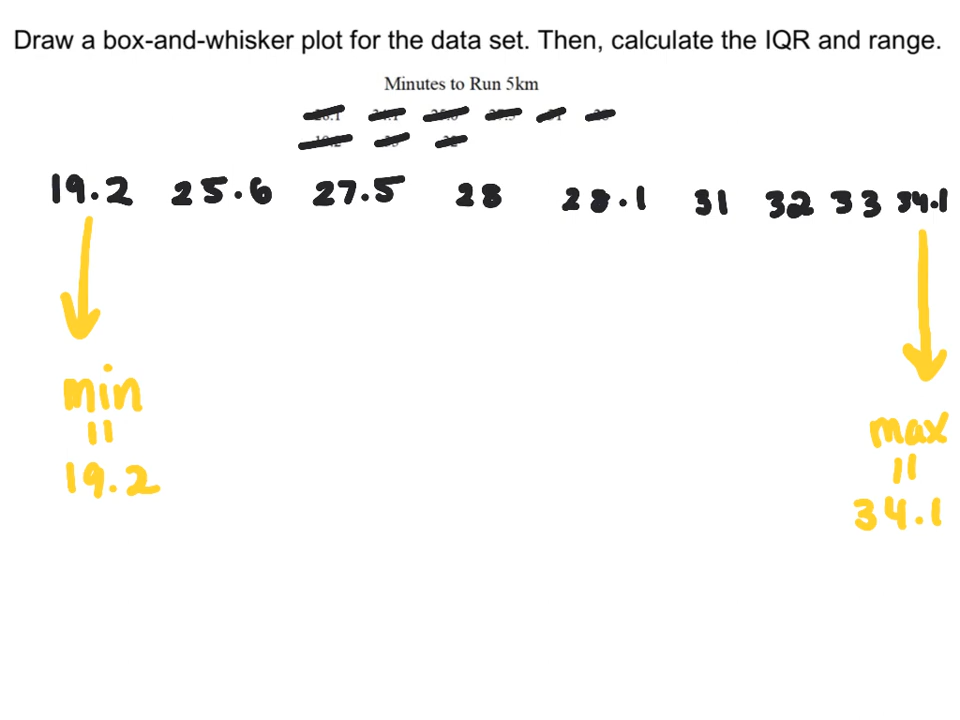 Draw a box-and-whisker plot for the data set. Then, calculate the IQR and range.
Minutes to Run 5km
19.2 25.6 27.5 28 28.1 31 32 33 34.1
min
=
19.2
max
=
34.1